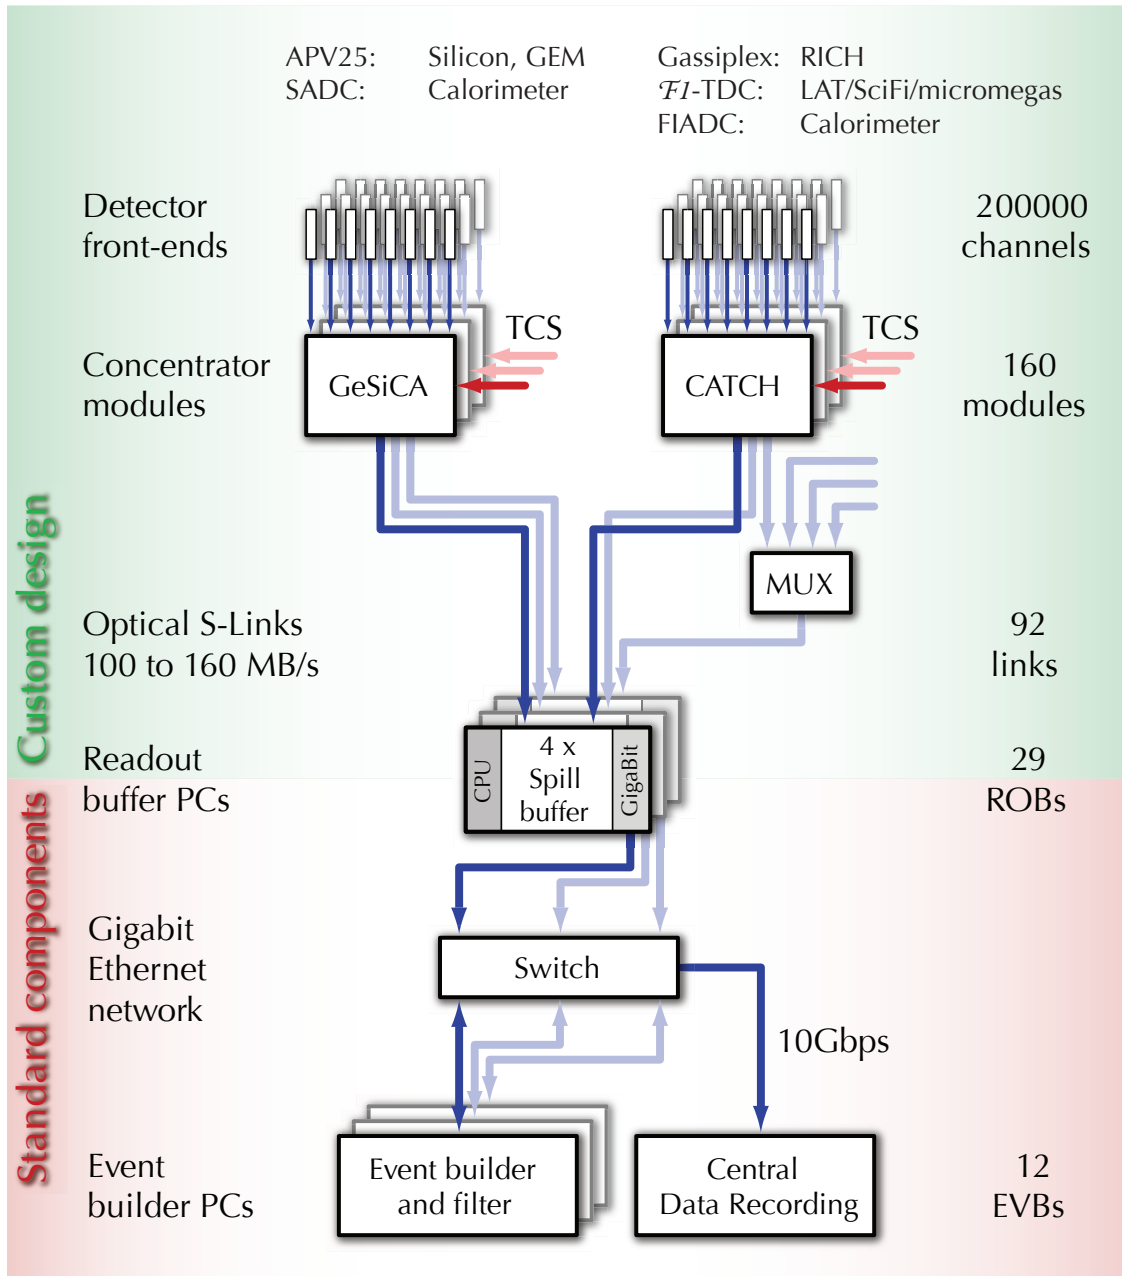 APV25: Silicon, GEM
SADC: Calorimeter
Gassiplex: RICH
F1-TDC: LAT/SciFi/micromegas
FIADC: Calorimeter
Detector
front-ends
200000
channels
TCS
TCS
Concentrator
modules
GeSiCA
CATCH
160
modules
MUX
Custom design
Optical S-Links
100 to 160 MB/s
92
links
Readout
buffer PCs
CPU
4 x
Spill
buffer
GigaBit
29
ROBs
Standard components
Gigabit
Ethernet
network
Switch
10Gbps
Event
builder PCs
Event builder
and filter
Central
Data Recording
12
EVBs